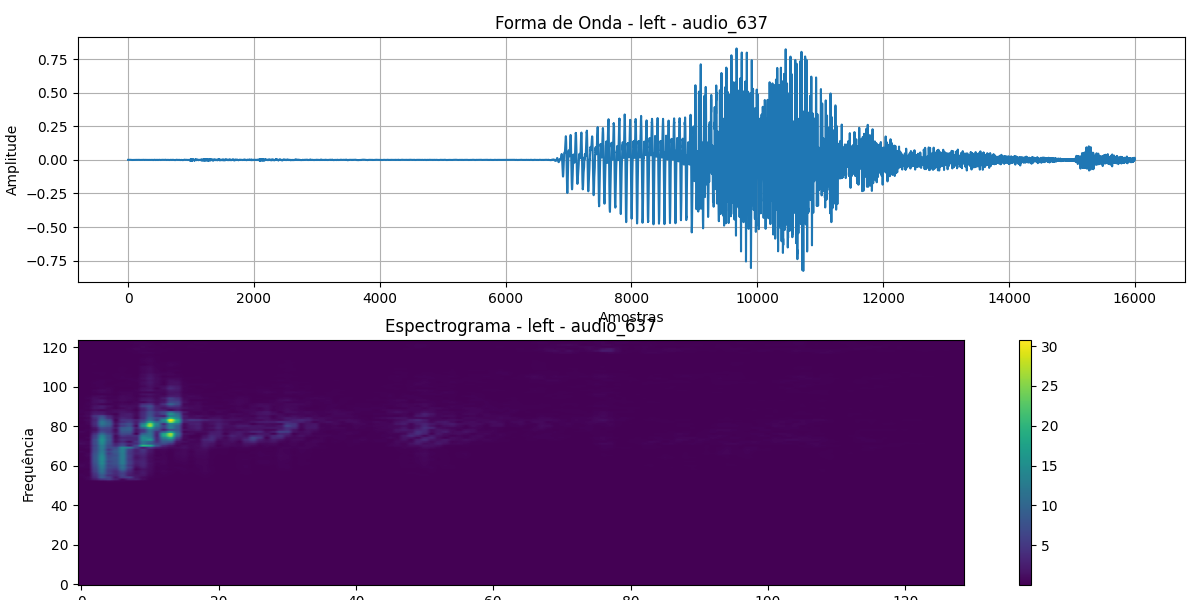 Forma de Onda - left - audio_637
0.75
0.50
0.25
0.00
−0.25
−0.50
−0.75
Amplitude
0 2000 4000 6000 8000 10000 12000 14000 16000
Amostras
Espectrograma - left - audio_637
120
100
80
60
40
20
0
Frequência
0 20 40 60 80 100 120
30
25
20
15
10
5